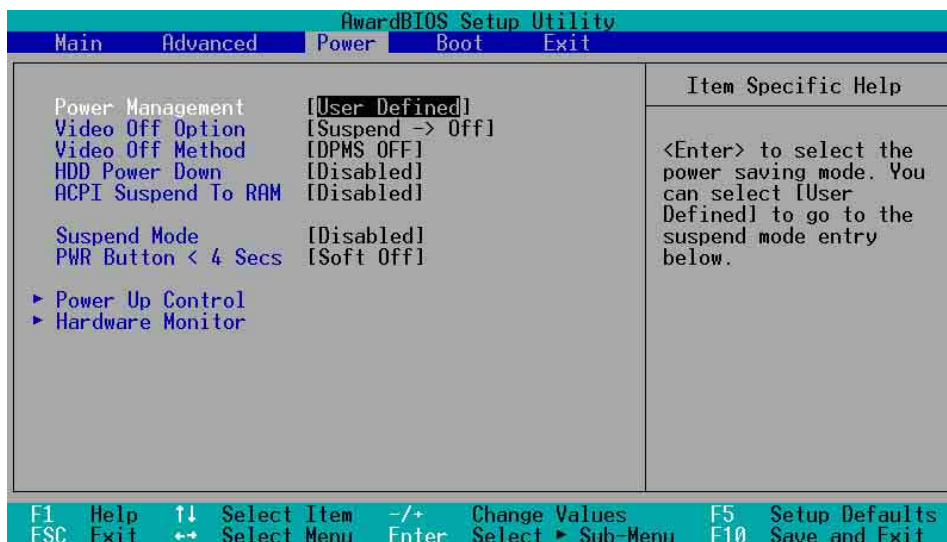 AwardBIOS Setup Utility
Main Advanced Power Boot Exit
Power Management [User Defined]
Video Off Option [Suspend -> Off]
Video Off Method [DPMS OFF]
HDD Power Down [Disabled]
ACPI Suspend To RAM [Disabled]
Suspend Mode [Disabled]
PWR Button < 4 Secs [Soft Off]
► Power Up Control
► Hardware Monitor
Item Specific Help
<Enter> to select the
power saving mode. You
can select [User
Defined] to go to the
suspend mode entry
below.
F1 Help ↑↓ Select Item -/+ Change Values F5 Setup Defaults
ESC Exit ←→ Select Menu Enter Select ► Sub-Menu F10 Save and Exit